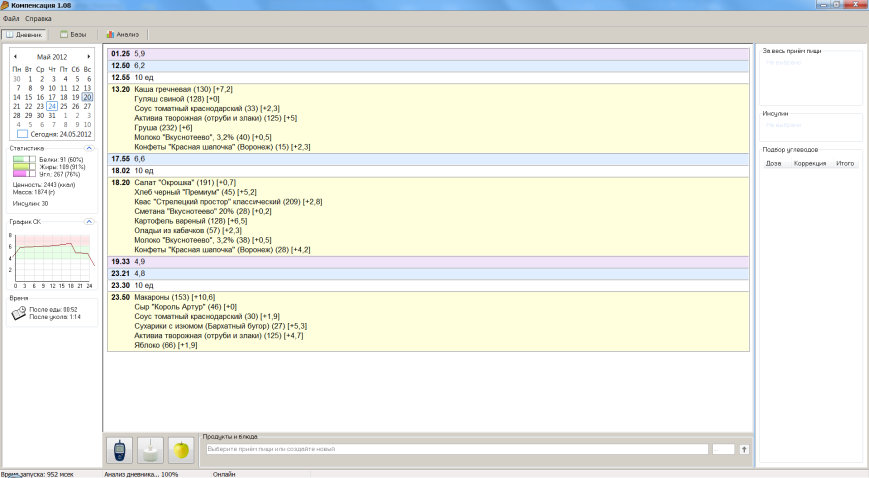 Компенсация 1.08
Файл Справка
Дневник Базы Анализ
Май 2012
Пн Вт Ср Чт Пт Сб Вс
30 1 2 3 4 5 6
7 8 9 10 11 12 13
14 15 16 17 18 19 20
21 22 23 24 25 26 27
28 29 30 31 1 2 3
4 5 6 7 8 9 10
Сегодня: 24.05.2012
Статистика
Белки: 91 (60%)
Жиры: 109 (91%)
Угл.: 267 (76%)
Ценность: 2443 (ккал)
Масса: 1874 (г)
Инсулин: 30
График СК
8
6
4
2
0 3 6 9 12 15 18 21 24
Время
После еды: 00:52
После укола: 1:14
01.25 5,9
12.50 6,2
12.55 10 ед
13.20 Каша гречневая (130) [+7,2]
Гуляш свиной (128) [+0]
Соус томатный краснодарский (33) [+2,3]
Активиа творожная (отруби и злаки) (125) [+5]
Груша (232) [+6]
Молоко "Вкуснотеево", 3,2% (40) [+0,5]
Конфеты "Красная шапочка" (Воронеж) (15) [+2,3]
17.55 6,6
18.02 10 ед
18.20 Салат "Окрошка" (191) [+0,7]
Хлеб черный "Премиум" (45) [+5,2]
Квас "Стрелецкий простор" классический (209) [+2,8]
Сметана "Вкуснотеево" 20% (28) [+0,2]
Картофель вареный (128) [+6,5]
Оладьи из кабачков (57) [+2,3]
Молоко "Вкуснотеево", 3,2% (38) [+0,5]
Конфеты "Красная шапочка" (Воронеж) (28) [+4,2]
19.33 4,9
23.21 4,8
23.30 10 ед
23.50 Макароны (153) [+10,6]
Сыр "Король Артур" (46) [+0]
Соус томатный краснодарский (30) [+1,9]
Сухарики с изюмом (Бархатный бугор) (27) [+5,3]
Активиа творожная (отруби и злаки) (125) [+4,7]
Яблоко (66) [+1,9]
Продукты и блюда
Выберите приём пищи или создайте новый
...
За весь приём пищи
Не выбрано
Инсулин
Не выбрано
Подбор углеводов
Доза Коррекция Итого
Время запуска: 952 мсек Анализ дневника... 100% Онлайн